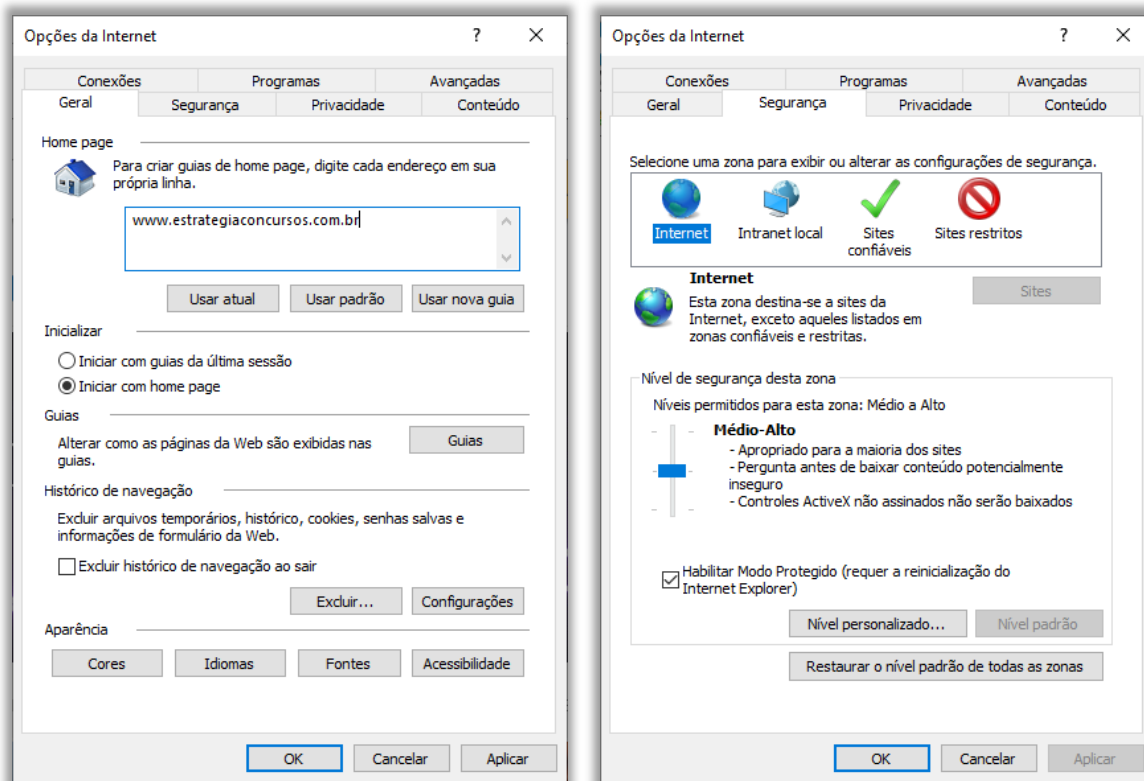 Opções da Internet
?
Conexões
Programas
Avançadas
Geral
Segurança
Privacidade
Conteúdo
Home page
Para criar guias de home page, digite cada endereço em sua
própria linha.
www.estrategiaconcursos.com.br
Usar atual
Usar padrão
Usar nova guia
Inicializar
Iniciar com guias da última sessão
Iniciar com home page
Guias
Alterar como as páginas da Web são exibidas nas
guias.
Guias
Histórico de navegação
Excluir arquivos temporários, histórico, cookies, senhas salvas e
informações de formulário da Web.
Excluir histórico de navegação ao sair
Excluir...
Configurações
Aparência
Cores
Idiomas
Fontes
Acessibilidade
OK
Cancelar
Aplicar
Opções da Internet
?
Conexões
Programas
Avançadas
Geral
Segurança
Privacidade
Conteúdo
Selecione uma zona para exibir ou alterar as configurações de segurança.
Internet
Intranet local
Sites
confiáveis
Sites restritos
Internet
Esta zona destina-se a sites da
Internet, exceto aqueles listados em
zonas confiáveis e restritas.
Sites
Nível de segurança desta zona
Níveis permitidos para esta zona: Médio a Alto
Médio-Alto
- Apropriado para a maioria dos sites
- Pergunta antes de baixar conteúdo potencialmente
inseguro
- Controles ActiveX não assinados não serão baixados
Habilitar Modo Protegido (requer a reinicialização do
Internet Explorer)
Nível personalizado...
Nível padrão
Restaurar o nível padrão de todas as zonas
OK
Cancelar
Aplicar